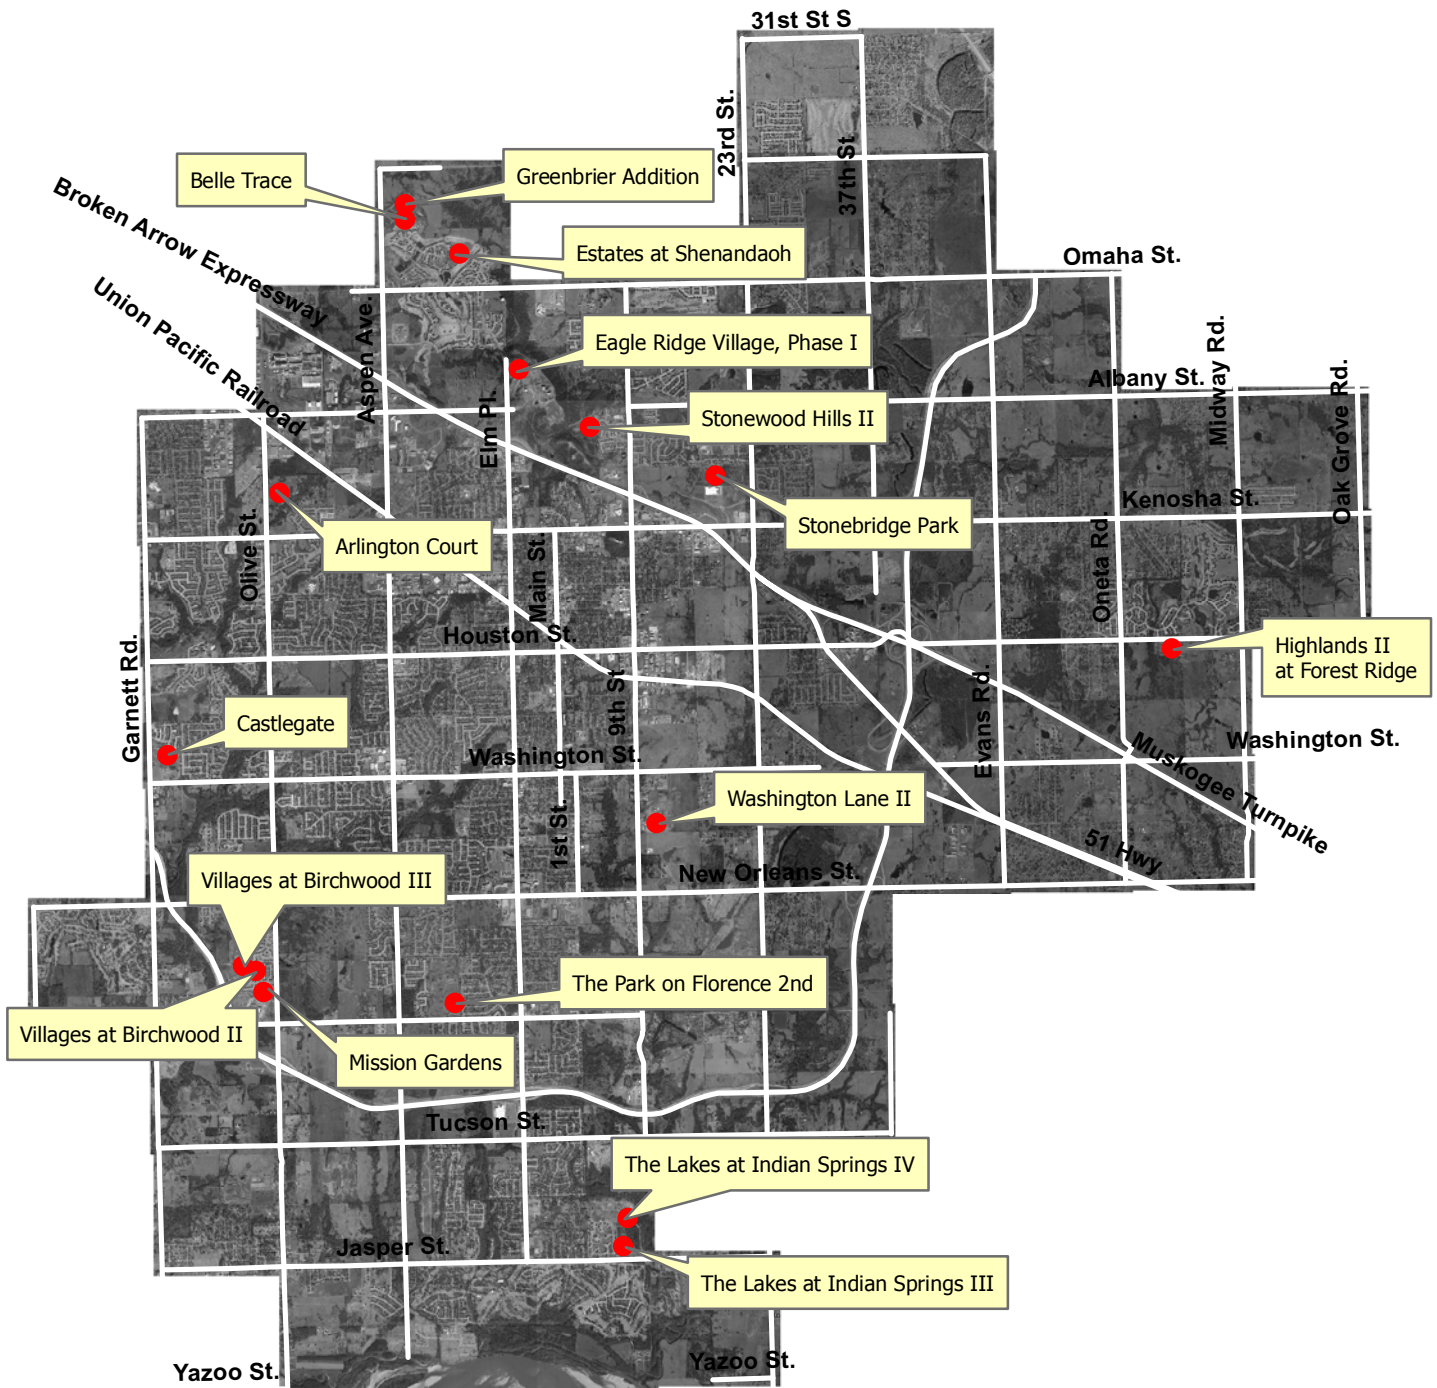 31st St S
23rd St.
37th St
Belle Trace
Greenbrier Addition
Broken Arrow Expressway
Estates at Shenandaoh
Omaha St.
Union Pacific Railroad
Aspen Ave.
Eagle Ridge Village, Phase I
Albany St.
Midway Rd.
Oak Grove Rd.
Elm Pl.
Stonewood Hills II
Kenosha St.
Stonebridge Park
Olive St.
Arlington Court
Main St.
Oneta Rd.
Houston St.
Highlands II
at Forest Ridge
Garnett Rd.
Castlegate
9th St
Evans Rd.
Washington St.
Washington St.
Muskogee Turnpike
Washington Lane II
1st St.
51 Hwy
Villages at Birchwood III
New Orleans St.
The Park on Florence 2nd
Villages at Birchwood II
Mission Gardens
Tucson St.
The Lakes at Indian Springs IV
Jasper St.
The Lakes at Indian Springs III
Yazoo St.
Yazoo St.